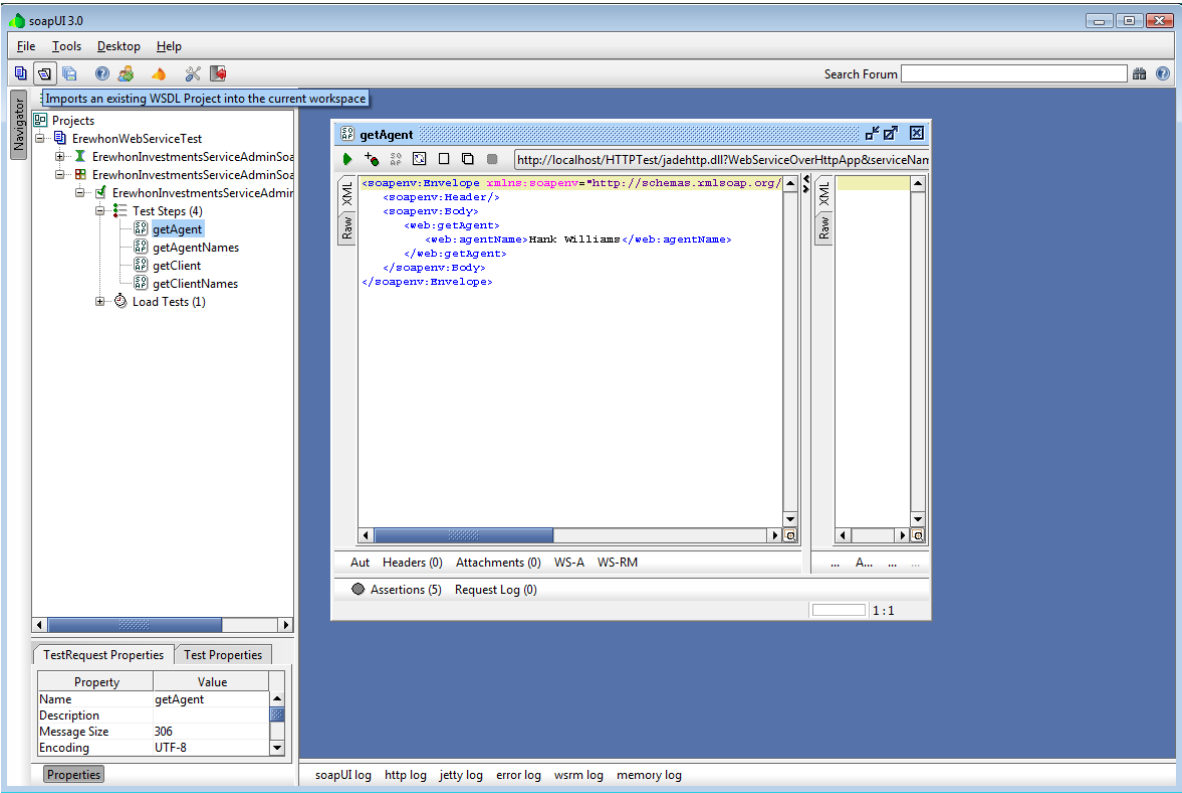 soapUI 3.0
File Tools Desktop Help
Search Forum
Imports an existing WSDL Project into the current workspace
Navigator
Projects
ErewhonWebServiceTest
ErewhonInvestmentsServiceAdminSoa
ErewhonInvestmentsServiceAdminSoa
ErewhonInvestmentsServiceAdmir
Test Steps (4)
getAgent
getAgentNames
getClient
getClientNames
Load Tests (1)
getAgent
http://localhost/HTTPTest/jadehttp.dll?WebServiceOverHttpApp&serviceNan
XML
Raw
<soapenv:Envelope xmlns:soapenv="http://schemas.xmlsoap.org/
<soapenv:Header/>
<soapenv:Body>
<web:getAgent>
<web:agentName>Hank Williams</web:agentName>
</web:getAgent>
</soapenv:Body>
</soapenv:Envelope>
XML
Raw
Aut Headers (0) Attachments (0) WS-A WS-RM
... A... ... ...
Assertions (5) Request Log (0)
1:1
TestRequest Properties Test Properties
Property Value
Name getAgent
Description
Message Size 306
Encoding UTF-8
Properties
soapUI log http log jetty log error log wsrm log memory log